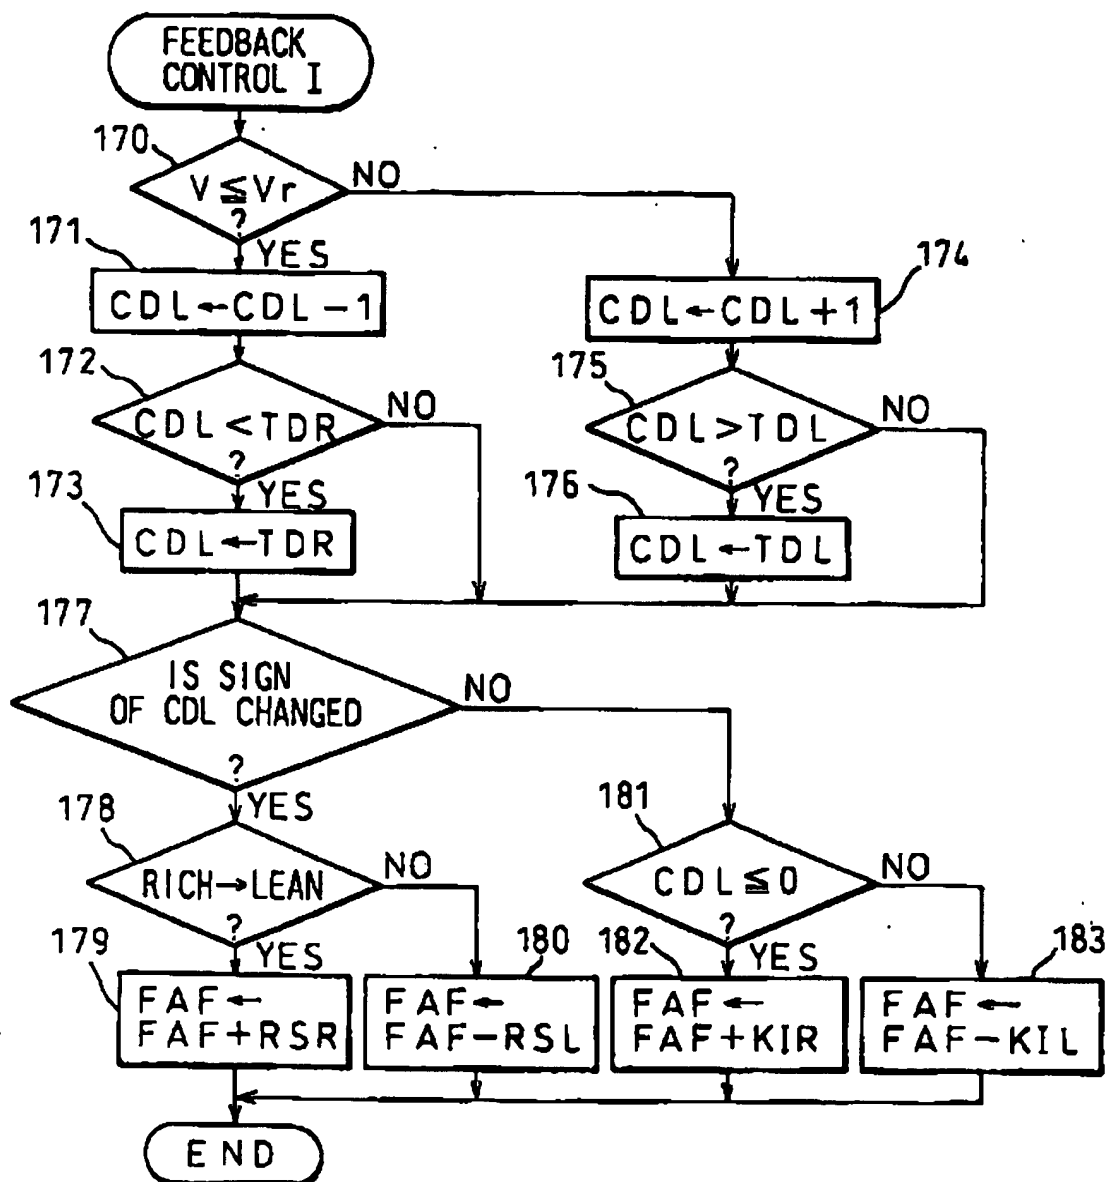 FEEDBACK
CONTROL I
170
V≦Vr
?
NO
YES
171
CDL←CDL-1
174
CDL←CDL+1
172
CDL<TDR
?
NO
YES
175
CDL>TDL
?
NO
YES
173
CDL←TDR
176
CDL←TDL
177
IS SIGN
OF CDL CHANGED
?
NO
YES
178
RICH→LEAN
?
NO
YES
181
CDL≦0
?
NO
YES
179
FAF←
FAF+RSR
180
FAF←
FAF-RSL
182
FAF←
FAF+KIR
183
FAF←
FAF-KIL
END